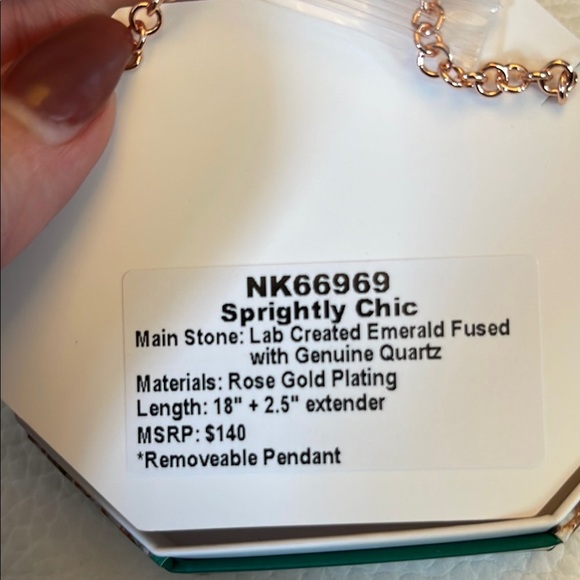 NK66969
Sprightly Chic
Main Stone: Lab Created Emerald Fused
with Genuine Quartz
Materials: Rose Gold Plating
Length: 18" + 2.5" extender
MSRP: $140
*Removeable Pendant